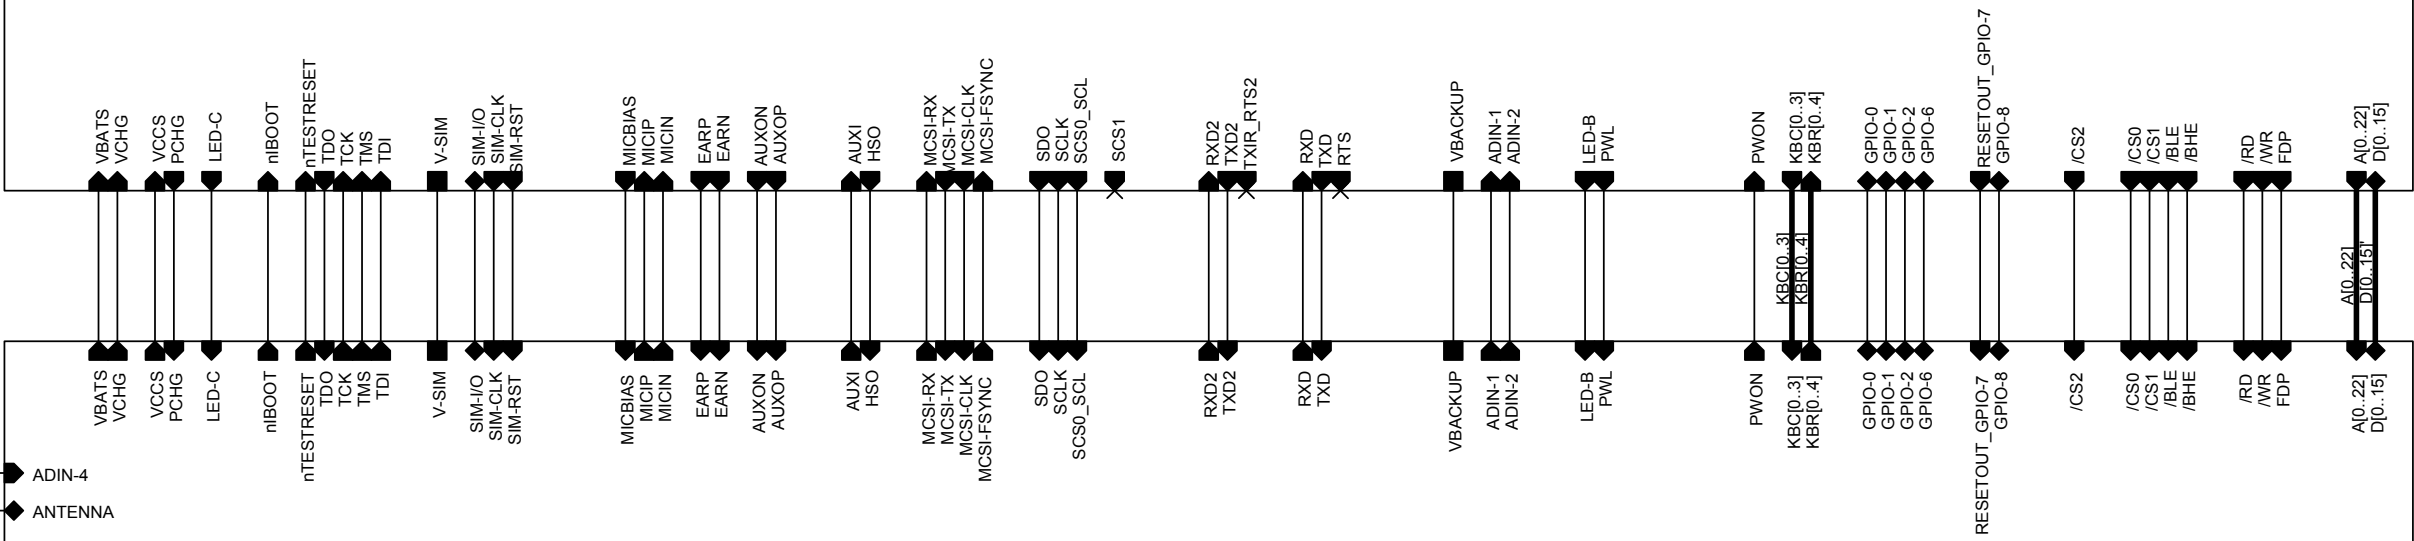 VBATS
VCHG
VCCS
PCHG
LED-C
nIBOOT
nTESTRESET
TDO
TCK
TMS
TDI
V-SIM
SIM-I/O
SIM-CLK
SIM-RST
MICBIAS
MICIP
MICIN
EARP
EARN
AUXON
AUXOP
AUXI
HSO
MCSI-RX
MCSI-TX
MCSI-CLK
MCSI-FSYNC
SDO
SCLK
SCS0_SCL
SCS1
RXD2
TXD2
TXIR_RTS2
RXD
TXD
RTS
VBACKUP
ADIN-1
ADIN-2
LED-B
PWL
PWON
KBC[0..3]
KBR[0..4]
GPIO-0
GPIO-1
GPIO-2
GPIO-6
RESETOUT_GPIO-7
GPIO-8
/CS2
/CS0
/CS1
/BLE
/BHE
/RD
/WR
FDP
A[0..22]
D[0..15]
KBC[0..3]
KBR[0..4]
A[0..22]
D[0..15]'
VBATS
VCHG
VCCS
PCHG
LED-C
nIBOOT
nTESTRESET
TDO
TCK
TMS
TDI
V-SIM
SIM-I/O
SIM-CLK
SIM-RST
MICBIAS
MICIP
MICIN
EARP
EARN
AUXON
AUXOP
AUXI
HSO
MCSI-RX
MCSI-TX
MCSI-CLK
MCSI-FSYNC
SDO
SCLK
SCS0_SCL
RXD2
TXD2
RXD
TXD
VBACKUP
ADIN-1
ADIN-2
LED-B
PWL
PWON
KBC[0..3]
KBR[0..4]
GPIO-0
GPIO-1
GPIO-2
GPIO-6
RESETOUT_GPIO-7
GPIO-8
/CS2
/CS0
/CS1
/BLE
/BHE
/RD
/WR
FDP
A[0..22]
D[0..15]
ADIN-4
ANTENNA